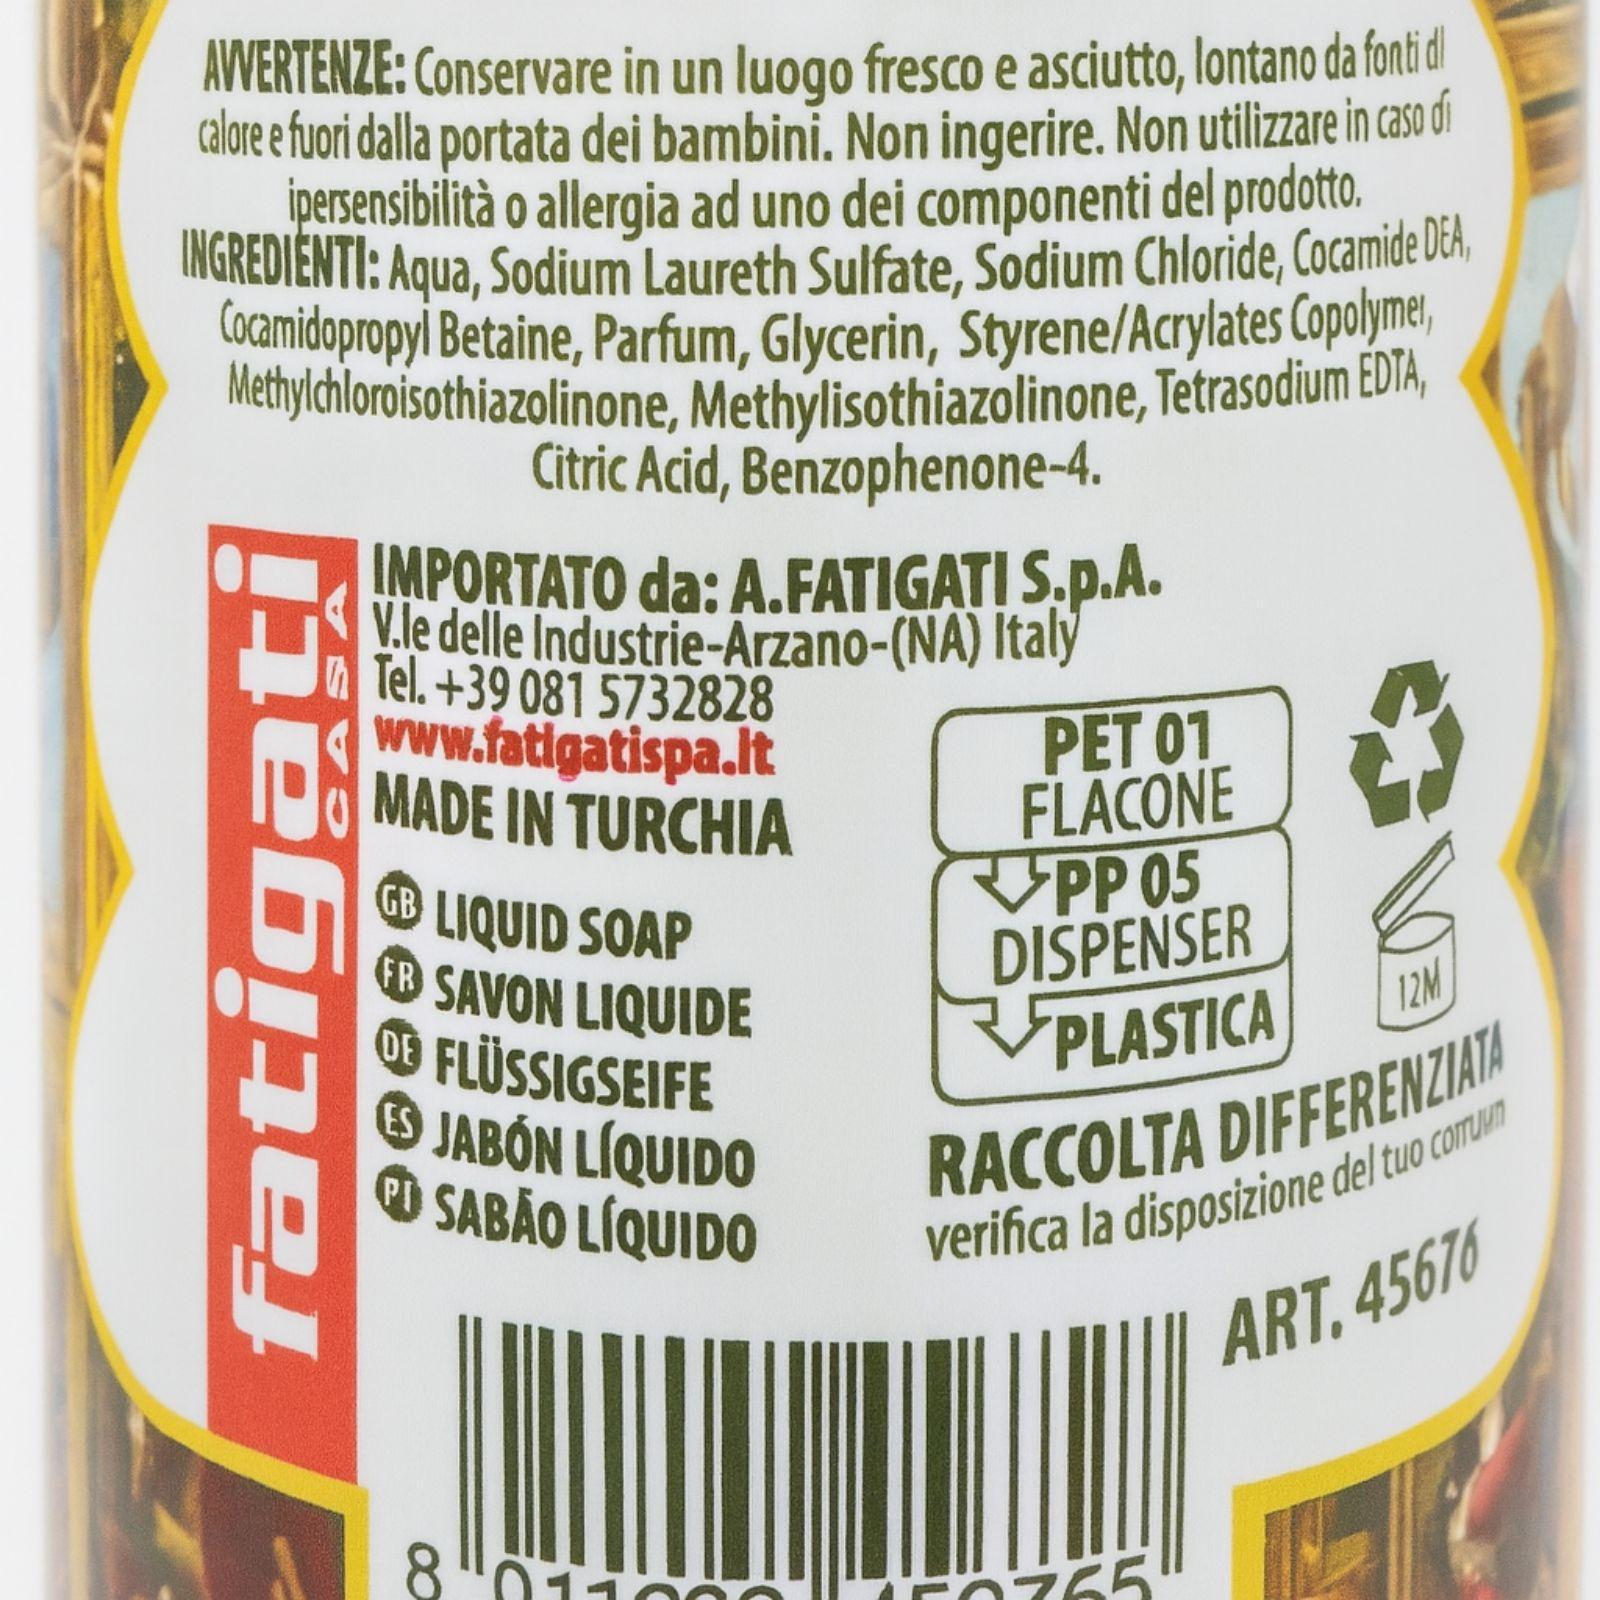 AVVERTENZE: Conservare in un luogo fresco e asciutto, lontano da fonti di
calore e fuori dalla portata dei bambini. Non ingerire. Non utilizzare in caso di
ipersensibilità o allergia ad uno dei componenti del prodotto.
INGREDIENTI: Aqua, Sodium Laureth Sulfate, Sodium Chloride, Cocamide DEA,
Cocamidopropyl Betaine, Parfum, Glycerin, Styrene/Acrylates Copolymer,
Methylchloroisothiazolinone, Methylisothiazolinone, Tetrasodium EDTA,
Citric Acid, Benzophenone-4.
fatigati
CASA
IMPORTATO da: A.FATIGATI S.p.A.
V.le delle Industrie-Arzano-(NA) Italy
Tel. +39 081 5732828
www.fatigatispa.it
MADE IN TURCHIA
GB LIQUID SOAP
FR SAVON LIQUIDE
DE FLÜSSIGSEIFE
ES JABÓN LÍQUIDO
PT SABÃO LÍQUIDO
PET 01
FLACONE
PP 05
DISPENSER
PLASTICA
12M
RACCOLTA DIFFERENZIATA
verifica la disposizione del tuo
ART. 45676
8